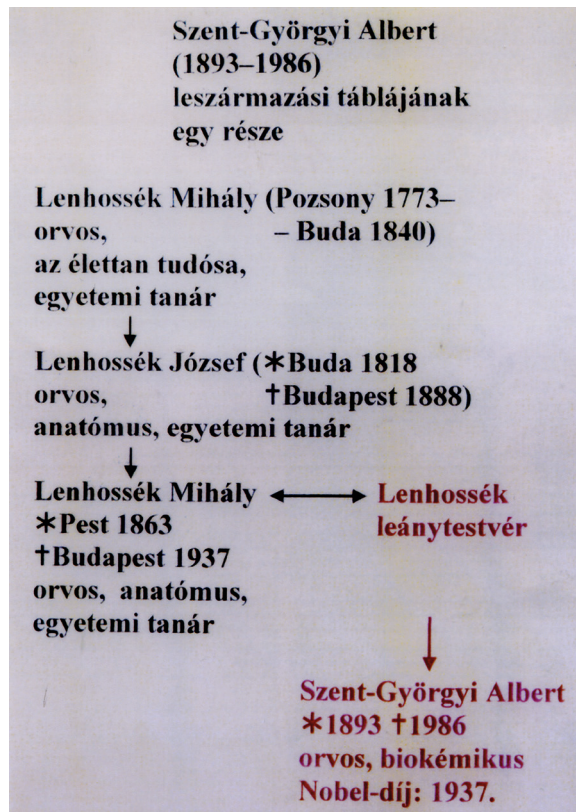 Szent-Györgyi Albert
(1893–1986)
leszármazási táblájának
egy része
Lenhossék Mihály (Pozsony 1773–
orvos, – Buda 1840)
az élettan tudósa,
egyetemi tanár
Lenhossék József (∗Buda 1818
orvos, †Budapest 1888)
anatómus, egyetemi tanár
Lenhossék Mihály
∗Pest 1863
†Budapest 1937
orvos, anatómus,
egyetemi tanár
Lenhossék
leánytestvér
Szent-Györgyi Albert
∗1893 †1986
orvos, biokémikus
Nobel-díj: 1937.